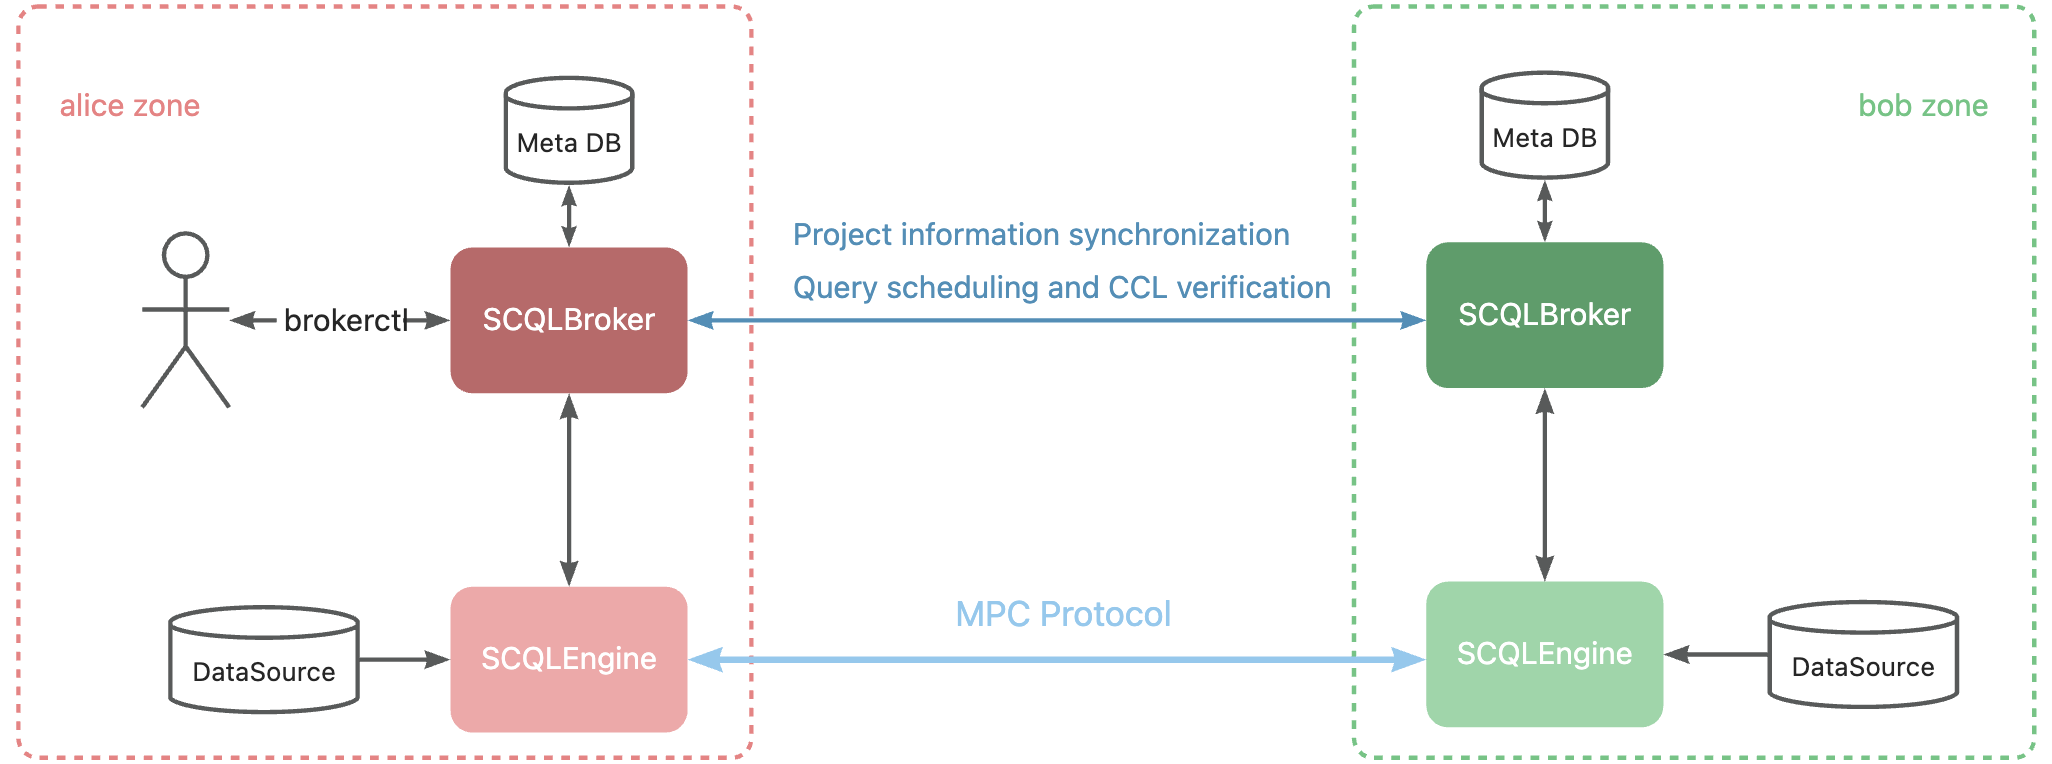 alice zone
Meta DB
brokerctl
SCQLBroker
DataSource
SCQLEngine
Project information synchronization
Query scheduling and CCL verification
MPC Protocol
bob zone
Meta DB
SCQLBroker
SCQLEngine
DataSource